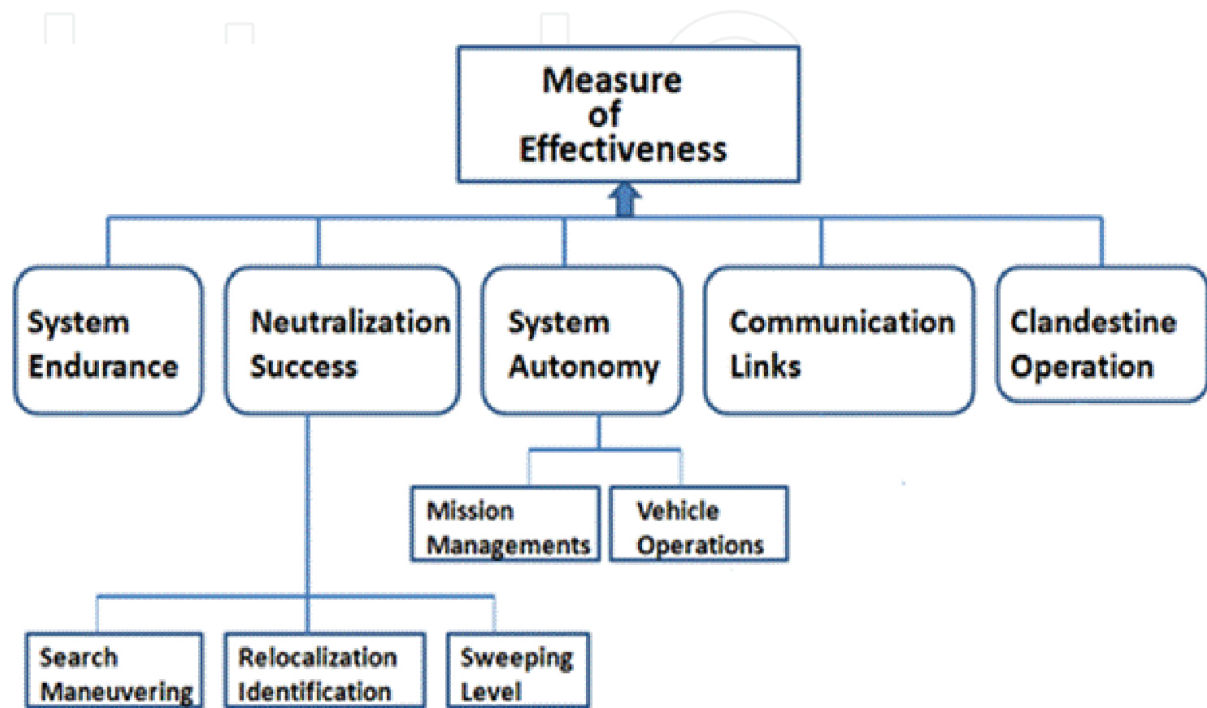 Measure
of
Effectiveness
System
Endurance
Neutralization
Success
System
Autonomy
Communication
Links
Clandestine
Operation
Mission
Managements
Vehicle
Operations
Search
Maneuvering
Relocalization
Identification
Sweeping
Level